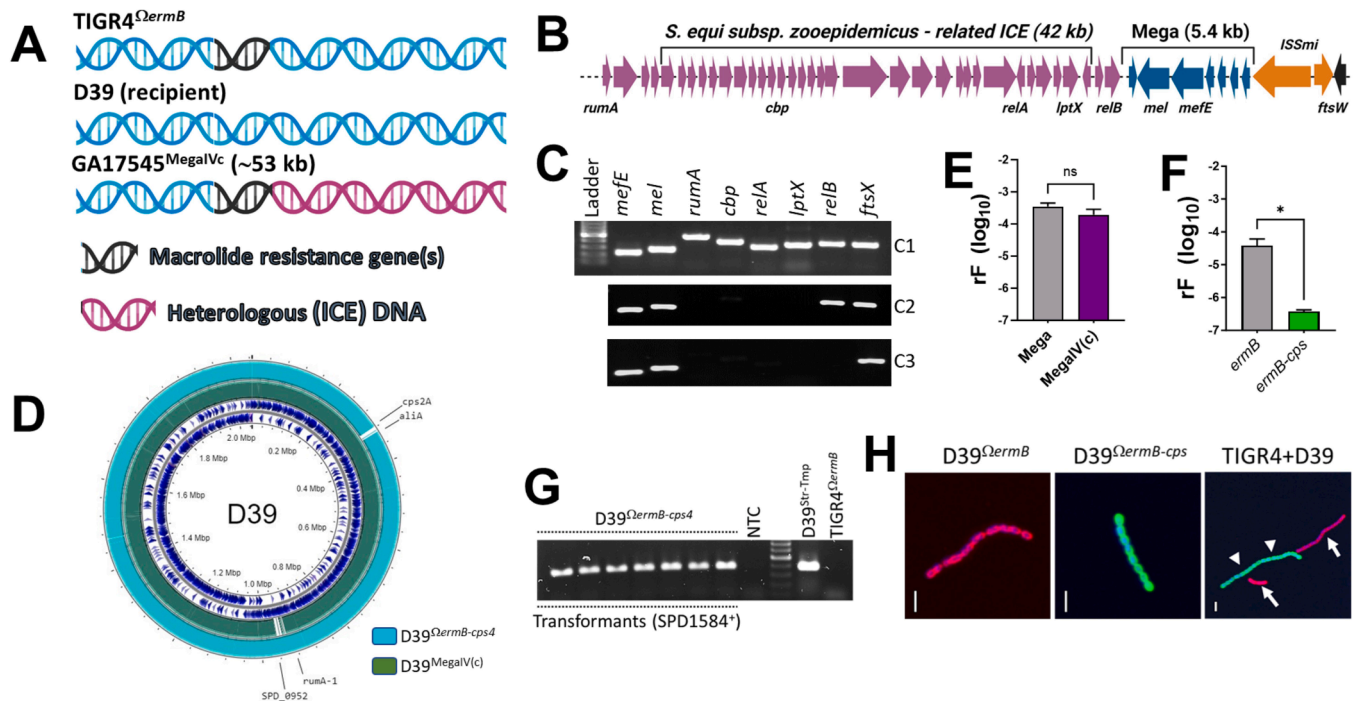 A
TIGR4ΩermB
D39 (recipient)
GA17545MegaIVc (~53 kb)
Macrolide resistance gene(s)
Heterologous (ICE) DNA
B
S. equi subsp. zooepidemicus - related ICE (42 kb)
Mega (5.4 kb)
ISSmi
rumA
cbp
relA
lptX
relB
mel
mefE
ftsW
C
Ladder
mefE
mel
rumA
cbp
relA
lptX
relB
ftsX
C1
C2
C3
D
cps2A
aliA
2.0 Mbp
0.2 Mbp
1.8 Mbp
0.4 Mbp
1.6 Mbp
D39
0.6 Mbp
1.4 Mbp
0.8 Mbp
1.2 Mbp
1.0 Mbp
D39ΩermB-cps4
D39MegaIV(c)
rumA-1
SPD_0952
E
ns
rF (log10)
-2
-3
-4
-5
-6
-7
Mega
MegaIV(c)
F
*
rF (log10)
-2
-3
-4
-5
-6
-7
ermB
ermB-cps
G
D39ΩermB-cps4
NTC
D39Str-Tmp
TIGR4ΩermB
Transformants (SPD1584+)
H
D39ΩermB
D39ΩermB-cps
TIGR4+D39